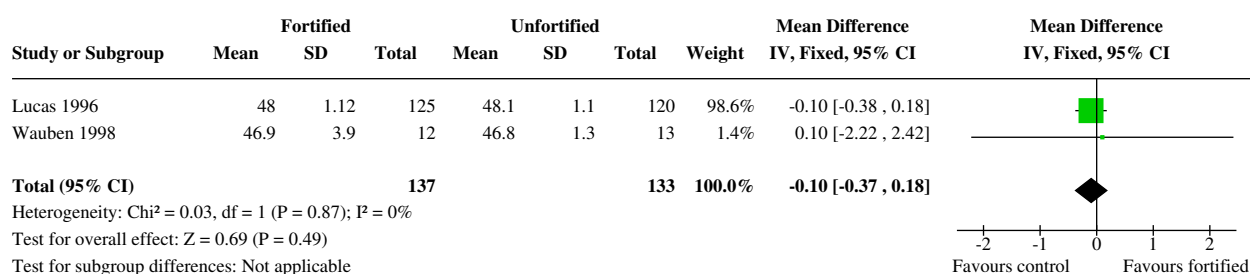 Fortified Unfortified Mean Difference Mean Difference
Study or Subgroup Mean SD Total Mean SD Total Weight IV, Fixed, 95% CI IV, Fixed, 95% CI
Lucas 1996 48 1.12 125 48.1 1.1 120 98.6% -0.10 [-0.38 , 0.18]
Wauben 1998 46.9 3.9 12 46.8 1.3 13 1.4% 0.10 [-2.22 , 2.42]
Total (95% CI) 137 133 100.0% -0.10 [-0.37 , 0.18]
Heterogeneity: Chi² = 0.03, df = 1 (P = 0.87); I² = 0%
Test for overall effect: Z = 0.69 (P = 0.49)
Test for subgroup differences: Not applicable
-2 -1 0 1 2
Favours control Favours fortified